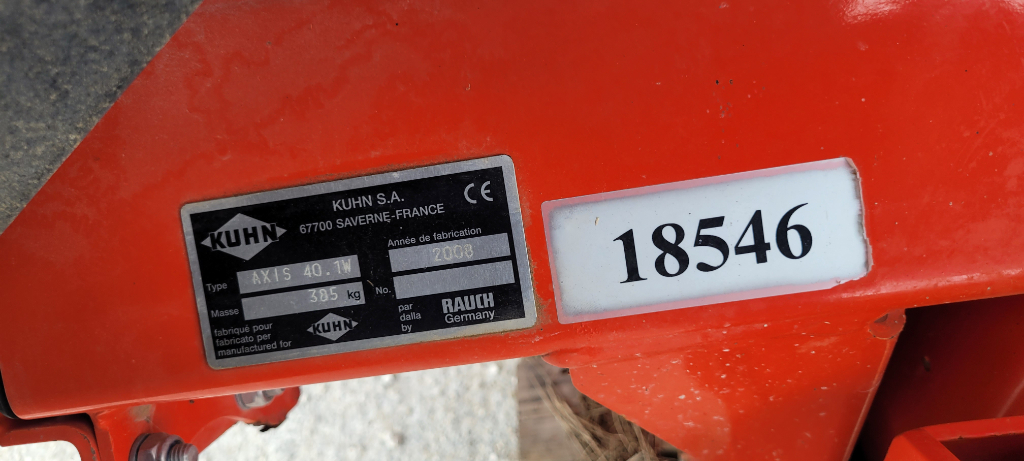 KUHN S.A.
67700 SAVERNE-FRANCE
CE
KUHN
Année de fabrication
Type AXIS 40.1W 2008
Masse 385 kg No.
fabriqué pour
fabricato per
manufactured for
KUHN
par
dalla
by
RAUCH
Germany
18546